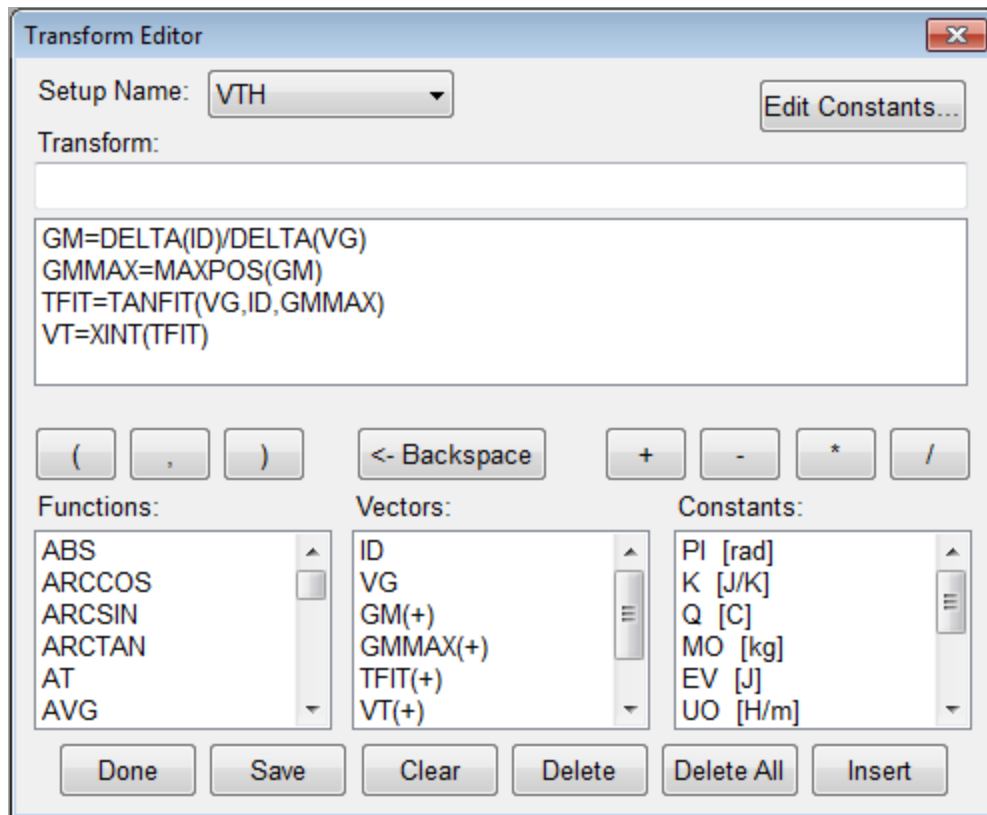 Transform Editor
Setup Name: VTH
Edit Constants...
Transform:
GM=DELTA(ID)/DELTA(VG)
GMMAX=MAXPOS(GM)
TFIT=TANFIT(VG,ID,GMMAX)
VT=XINT(TFIT)
( , ) <- Backspace + - * /
Functions: Vectors: Constants:
ABS ID PI [rad]
ARCCOS VG K [J/K]
ARCSIN GM(+) Q [C]
ARCTAN GMMAX(+) MO [kg]
AT TFIT(+) EV [J]
AVG VT(+) UO [H/m]
Done Save Clear Delete Delete All Insert